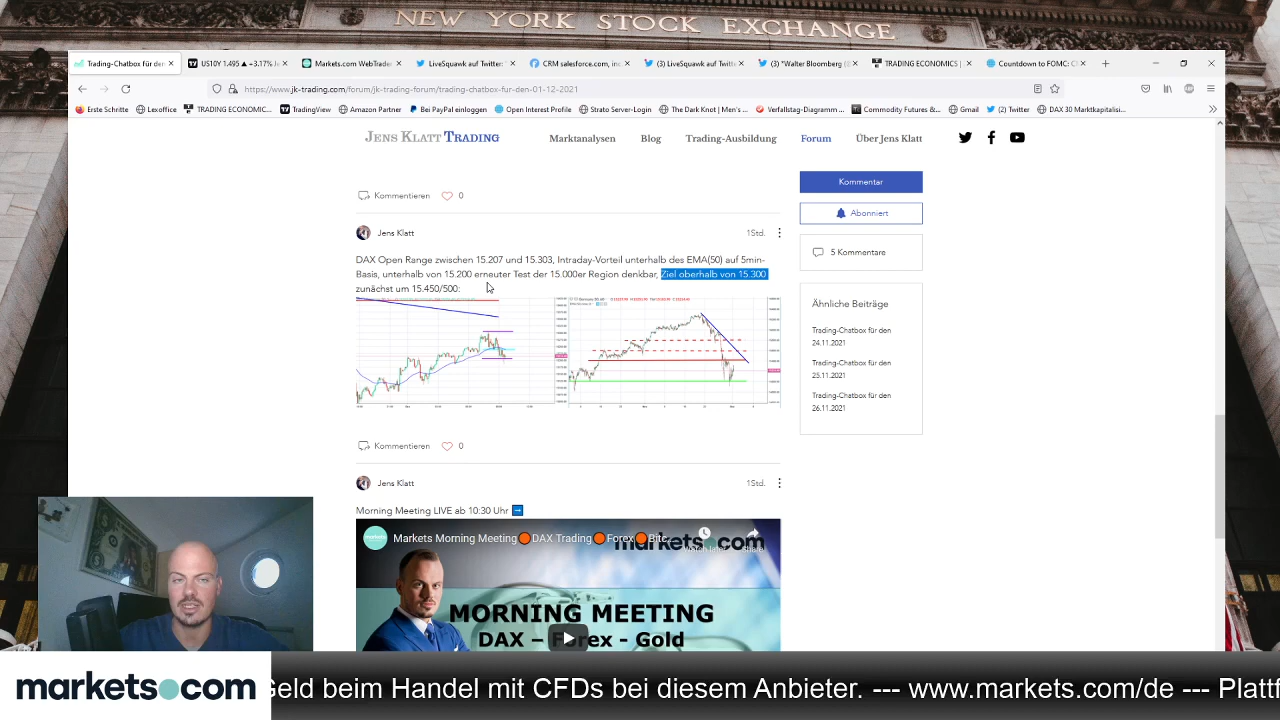 NEW YORK STOCK EXCHANGE
Trading-Chatbox für den
US10Y 1.495 ▲ +3.17%
Markets.com WebTrader
LiveSquawk auf Twitter:
CRM salesforce.com, inc.
(3) LiveSquawk auf Twitt
(3) "Walter Bloomberg (@
TRADING ECONOMICS
Countdown to FOMC:
https://www.jk-trading.com/forum/jk-trading-forum/trading-chatbox-fur-den-01-12-2021
Erste Schritte
Lexoffice
TRADING ECONOMIC...
TradingView
Amazon Partner
Bei PayPal einloggen
Open Interest Profile
Strato Server-Login
The Dark Knot | Men's ...
Verfallstag-Diagramm ...
Commodity Futures &...
Gmail
(2) Twitter
DAX 30 Marktkapitalisi...
JENS KLATT TRADING
Marktanalysen
Blog
Trading-Ausbildung
Forum
Über Jens Klatt
Kommentieren
0
Jens Klatt
1Std.
DAX Open Range zwischen 15.207 und 15.303, Intraday-Vorteil unterhalb des EMA(50) auf 5min-
Basis, unterhalb von 15.200 erneuter Test der 15.000er Region denkbar, Ziel oberhalb von 15.300
zunächst um 15.450/500:
Kommentieren
0
Jens Klatt
1Std.
Morning Meeting LIVE ab 10:30 Uhr
Markets Morning Meeting DAX Trading Forex Bitc...
markets.com
Watch later
Share
MORNING MEETING
DAX – Forex - Gold
Kommentar
Abonniert
5 Kommentare
Ähnliche Beiträge
Trading-Chatbox für den
24.11.2021
Trading-Chatbox für den
25.11.2021
Trading-Chatbox für den
26.11.2021
markets.com
Geld beim Handel mit CFDs bei diesem Anbieter. --- www.markets.com/de --- Plattf